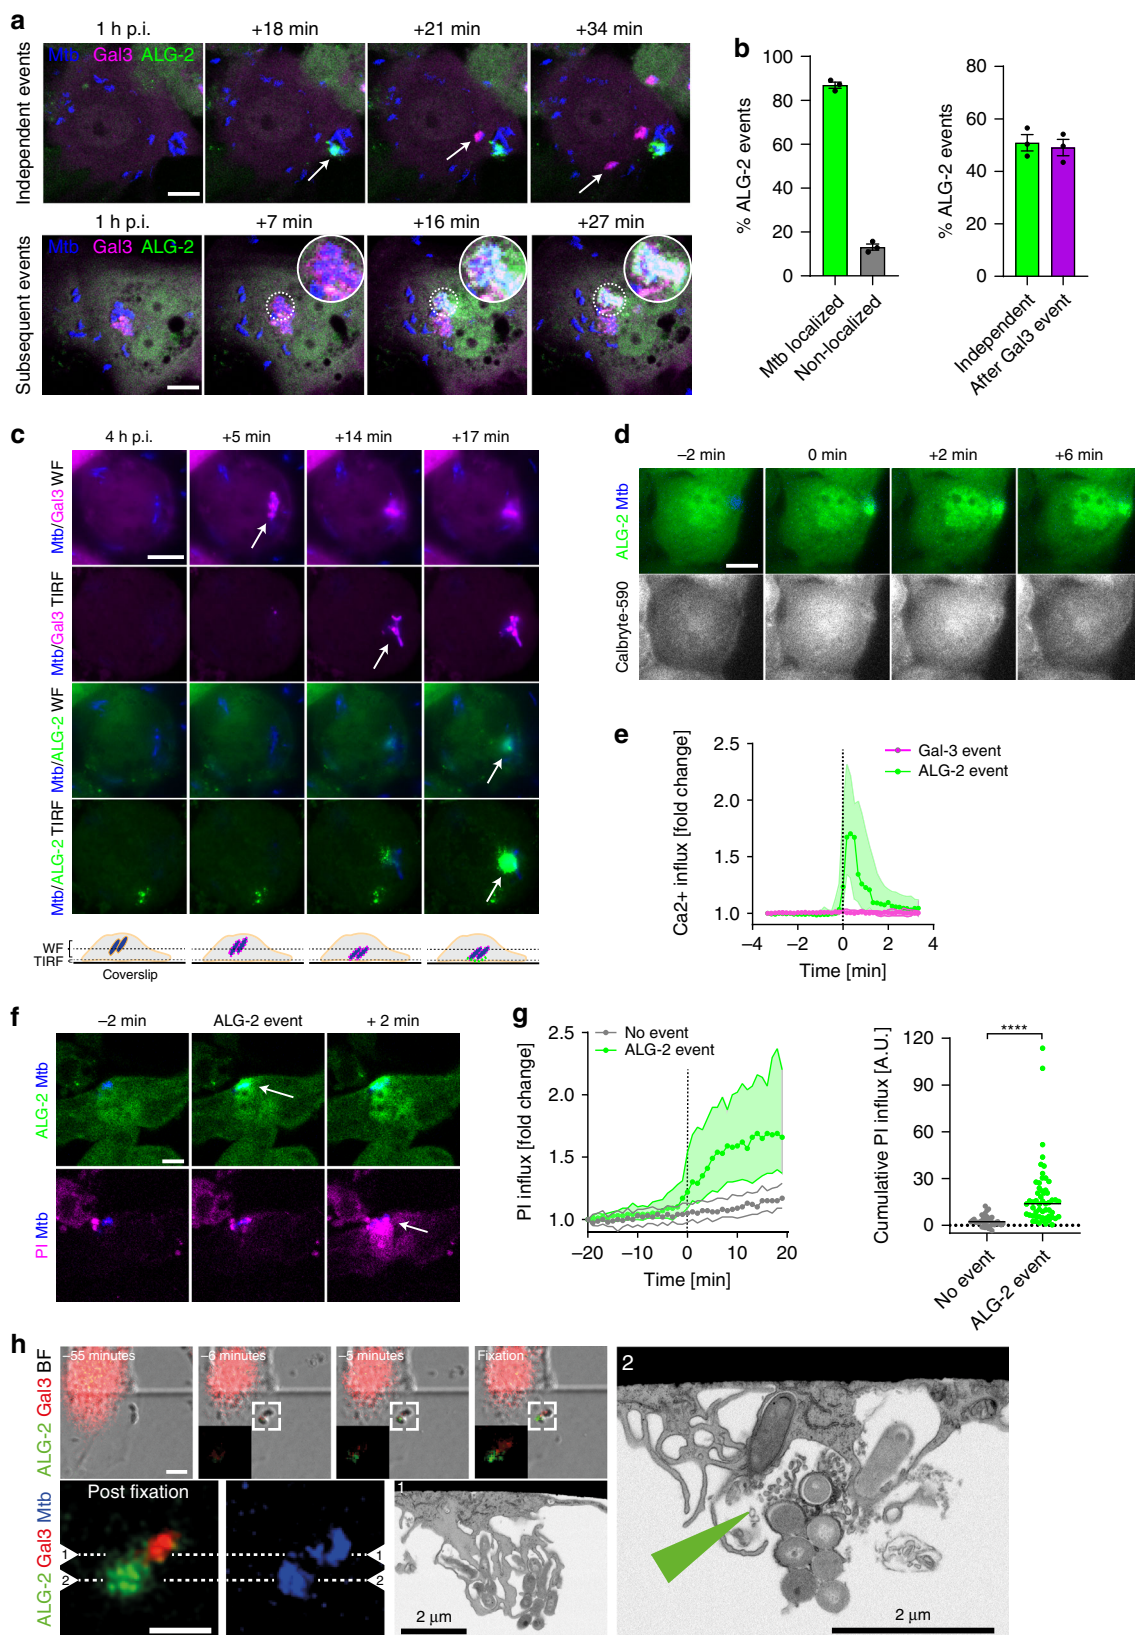 a
1 h p.i. +18 min +21 min +34 min
Independent events
Mtb Gal3 ALG-2
1 h p.i. +7 min +16 min +27 min
Subsequent events
Mtb Gal3 ALG-2
b
% ALG-2 events
100
80
60
40
20
0
Mtb localized
Non-localized
% ALG-2 events
80
60
40
20
0
Independent
After Gal3 event
c
4 h p.i. +5 min +14 min +17 min
Mtb/Gal3 WF
Mtb/Gal3 TIRF
Mtb/ALG-2 WF
Mtb/ALG-2 TIRF
WF
TIRF
Coverslip
d
–2 min 0 min +2 min +6 min
ALG-2 Mtb
Calbryte-590
e
Ca2+ influx [fold change]
2.5
2.0
1.5
1.0
Gal-3 event
ALG-2 event
–4 –2 0 2 4
Time [min]
f
–2 min ALG-2 event + 2 min
ALG-2 Mtb
PI Mtb
g
PI influx [fold change]
2.5
2.0
1.5
1.0
No event
ALG-2 event
–20 –10 0 10 20
Time [min]
Cumulative PI influx [A.U.]
120
90
60
30
0
****
No event
ALG-2 event
h
ALG-2 Gal3 BF
–55 minutes –6 minutes –5 minutes Fixation
ALG-2 Gal3 Mtb
Post fixation
1 1
2 2
1
2 µm
2
2 µm